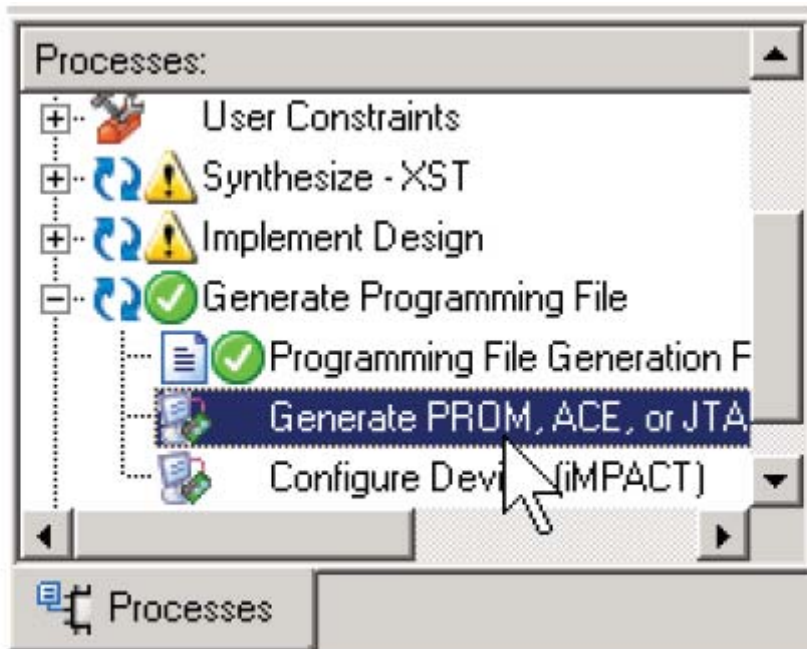 Processes:
User Constraints
Synthesize - XST
Implement Design
Generate Programming File
Programming File Generation
Generate PROM, ACE, or JTA
Configure (iMPACT)
Processes